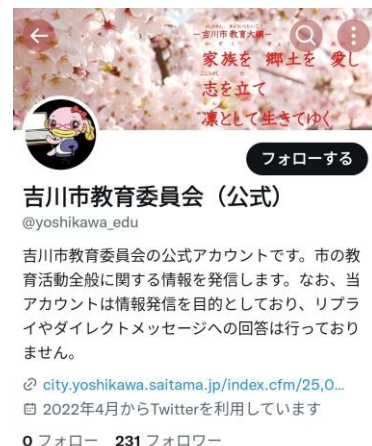 −吉川市教育大綱−
家族を 郷土を 愛し
志を立て
凛として生きてゆく
フォローする
吉川市教育委員会（公式）
@yoshikawa_edu
吉川市教育委員会の公式アカウントです。市の教
育活動全般に関する情報を発信します。なお、当
アカウントは情報発信を目的としており、リプラ
イやダイレクトメッセージへの回答は行っており
ません。
city.yoshikawa.saitama.jp/index.cfm/25,0...
2022年4月からTwitterを利用しています
0 フォロー 231 フォロワー